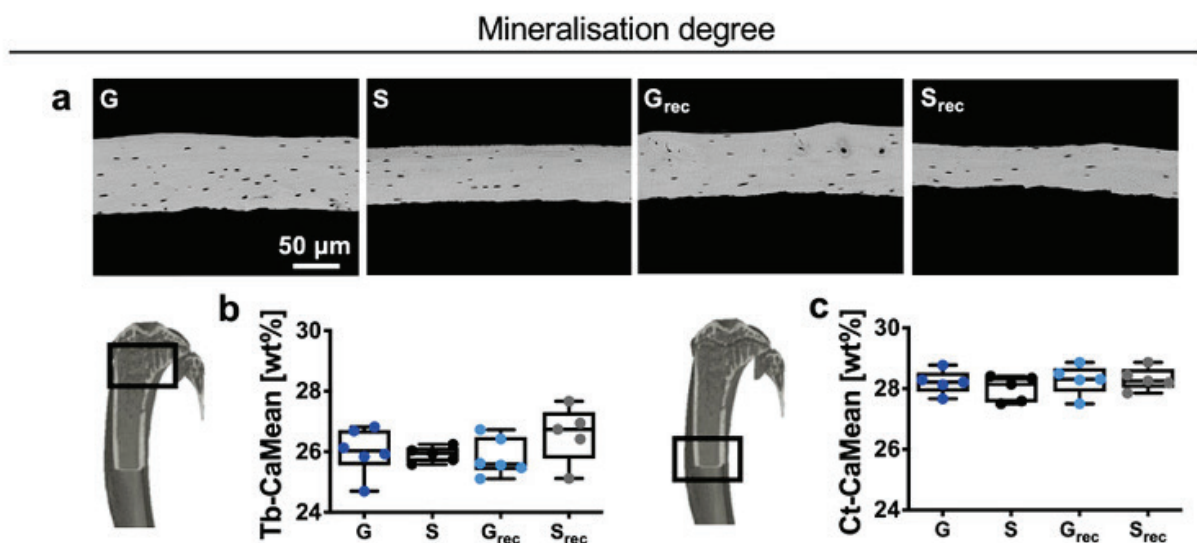 Mineralisation degree
a
G
S
Grec
Srec
50 µm
b
Tb-CaMean [wt%]
30
28
26
24
G
S
Grec
Srec
c
Ct-CaMean [wt%]
30
28
26
24
G
S
Grec
Srec